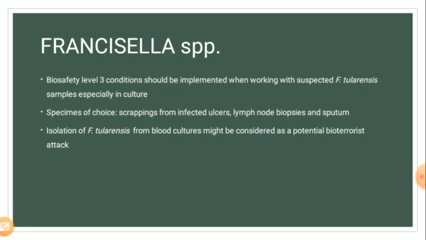 FRANCISELLA spp.
• Biosafety level 3 conditions should be implemented when working with suspected F. tularensis
samples especially in culture
• Specimes of choice: scrappings from infected ulcers, lymph node biopsies and sputum
• Isolation of F. tularensis from blood cultures might be considered as a potential bioterrorist
attack